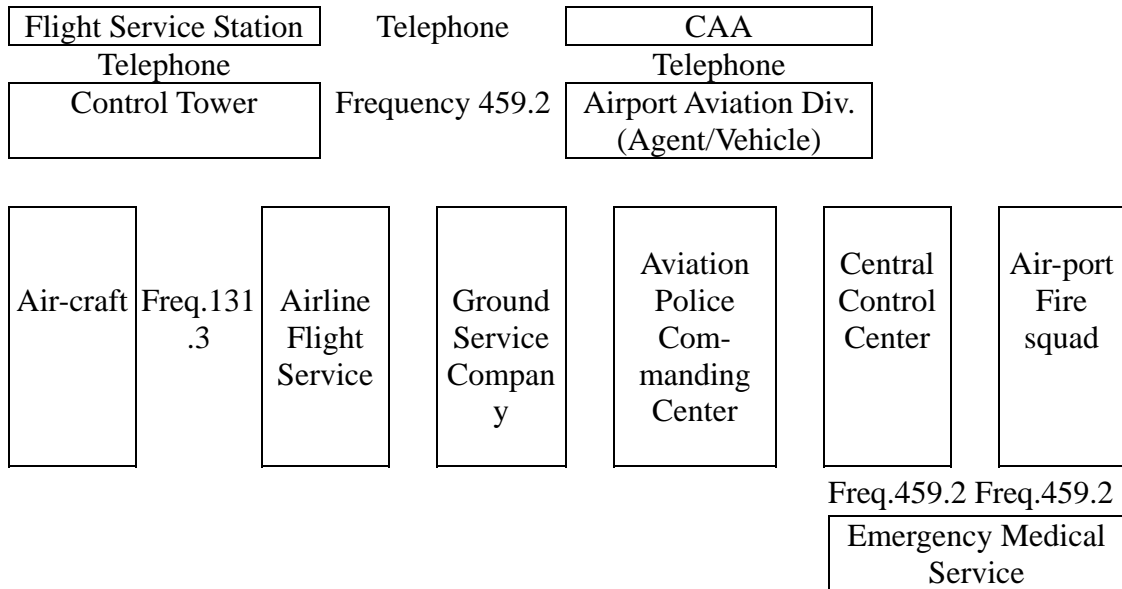 Flight Service Station Telephone CAA
Telephone Telephone
Control Tower Frequency 459.2 Airport Aviation Div.
(Agent/Vehicle)
Air-craft
Freq.131
.3
Airline
Flight
Service
Ground
Service
Compan
y
Aviation
Police
Com-
manding
Center
Central
Control
Center
Air-port
Fire
squad
Freq.459.2 Freq.459.2
Emergency Medical
Service